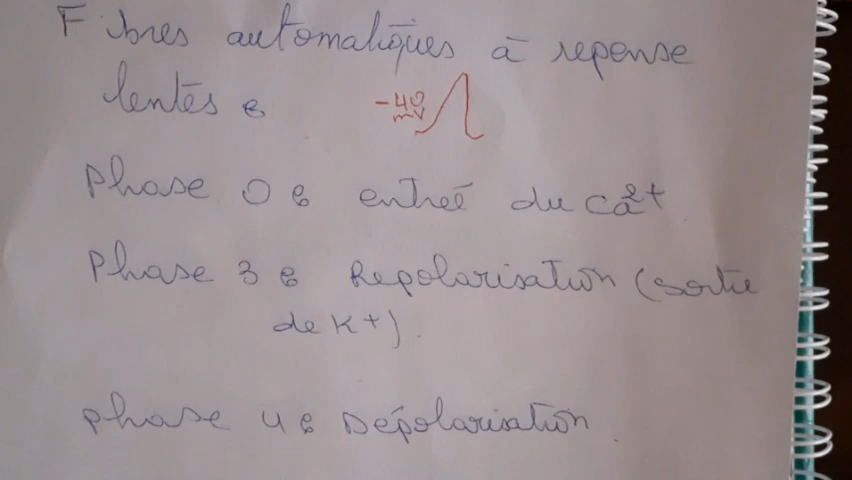 Fibres automatiques à reponse
lentes :
-40
mv
Phase 0 : entreé du Ca2+
Phase 3 : Repolarisation (sortie
de K+).
phase 4 : Dépolarisation.